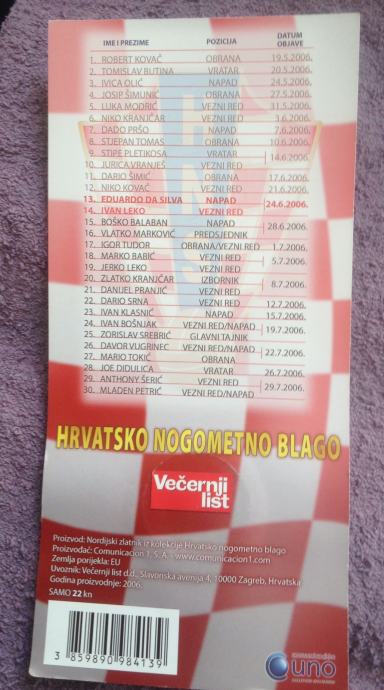 IME I PREZIME POZICIJA DATUM OBJAVE
1. ROBERT KOVAČ OBRANA 19.5.2006.
2. TOMISLAV BUTINA VRATAR 20.5.2006.
3. IVICA OLIĆ NAPAD 24.5.2006.
4. JOSIP ŠIMUNIĆ OBRANA 27.5.2006.
5. LUKA MODRIĆ VEZNI RED 31.5.2006.
6. NIKO KRANJČAR VEZNI RED 3.6.2006.
7. DADO PRŠO NAPAD 7.6.2006.
8. STJEPAN TOMAS OBRANA 10.6.2006.
9. STIPE PLETIKOSA VRATAR 14.6.2006.
10. JURICA VRANJEŠ VEZNI RED
11. DARIO ŠIMIĆ OBRANA 17.6.2006.
12. NIKO KOVAČ VEZNI RED 21.6.2006.
13. EDUARDO DA SILVA NAPAD 24.6.2006.
14. IVAN LEKO VEZNI RED
15. BOŠKO BALABAN NAPAD 28.6.2006.
16. VLATKO MARKOVIĆ PREDSJEDNIK
17. IGOR TUDOR OBRANA/VEZNI RED 1.7.2006.
18. MARKO BABIĆ VEZNI RED 5.7.2006.
19. JERKO LEKO VEZNI RED
20. ZLATKO KRANJČAR IZBORNIK 8.7.2006.
21. DANIJEL PRANJIĆ VEZNI RED
22. DARIO SRNA VEZNI RED 12.7.2006.
23. IVAN KLASNIĆ NAPAD 15.7.2006.
24. IVAN BOŠNJAK VEZNI RED/NAPAD 19.7.2006.
25. ZORISLAV SREBRIĆ GLAVNI TAJNIK
26. DAVOR VUGRINEC VEZNI RED/NAPAD 22.7.2006.
27. MARIO TOKIĆ OBRANA
28. JOE DIDULICA VRATAR 26.7.2006.
29. ANTHONY ŠERIĆ VEZNI RED 29.7.2006.
30. MLADEN PETRIĆ VEZNI RED/NAPAD
HRVATSKO NOGOMETNO BLAGO
Večernji
list
Proizvod: Nordijski zlatnik iz kolekcije Hrvatsko nogometno blago
Proizvođač: Comunicacion 1, S.A. - www.comunicacion1.com
Zemlja porijekla: EU
Uvoznik: Večernji list d.d., Slavonska avenija 4, 10000 Zagreb, Hrvatska
Godina proizvodnje: 2006.
SAMO 22 kn
3 859890 984139
uno